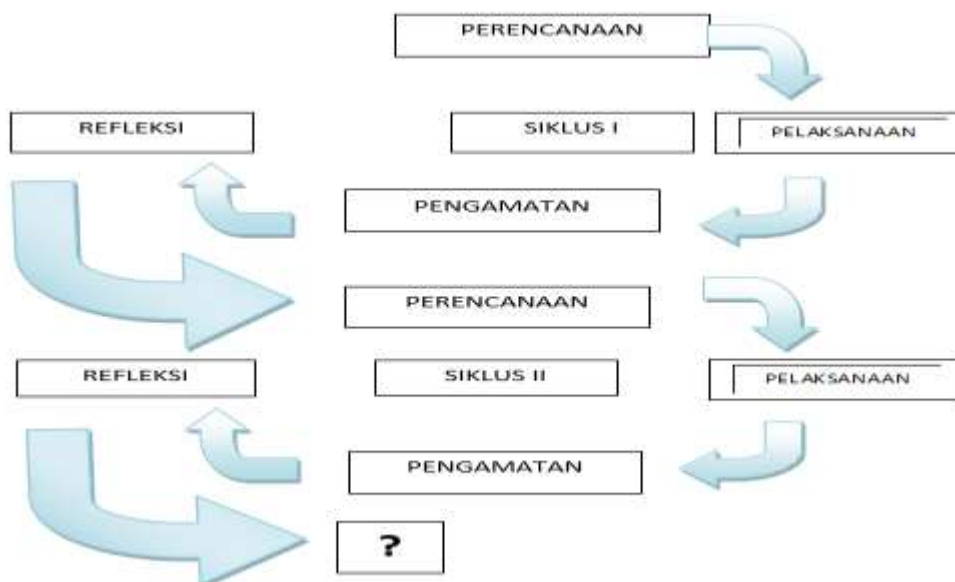 PERENCANAAN
REFLEKSI
SIKLUS I
PELAKSANAAN
PENGAMATAN
PERENCANAAN
REFLEKSI
SIKLUS II
PELAKSANAAN
PENGAMATAN
?